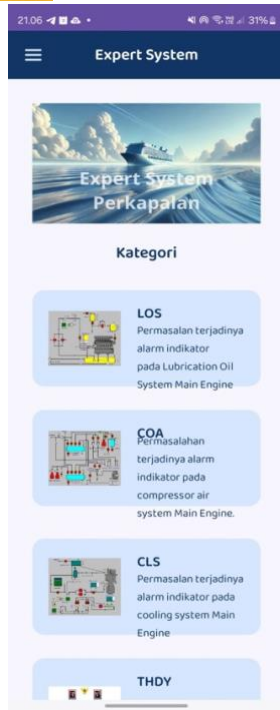 21.06
31%
Expert System
Expert System
Perkapalan
Kategori
LOS
Permasalan terjadinya
alarm indikator
pada Lubrication Oil
System Main Engine
COA
Permasalahan
terjadinya alarm
indikator pada
compressor air
system Main Engine.
CLS
Permasalan terjadinya
alarm indikator pada
cooling system Main
Engine
THDY